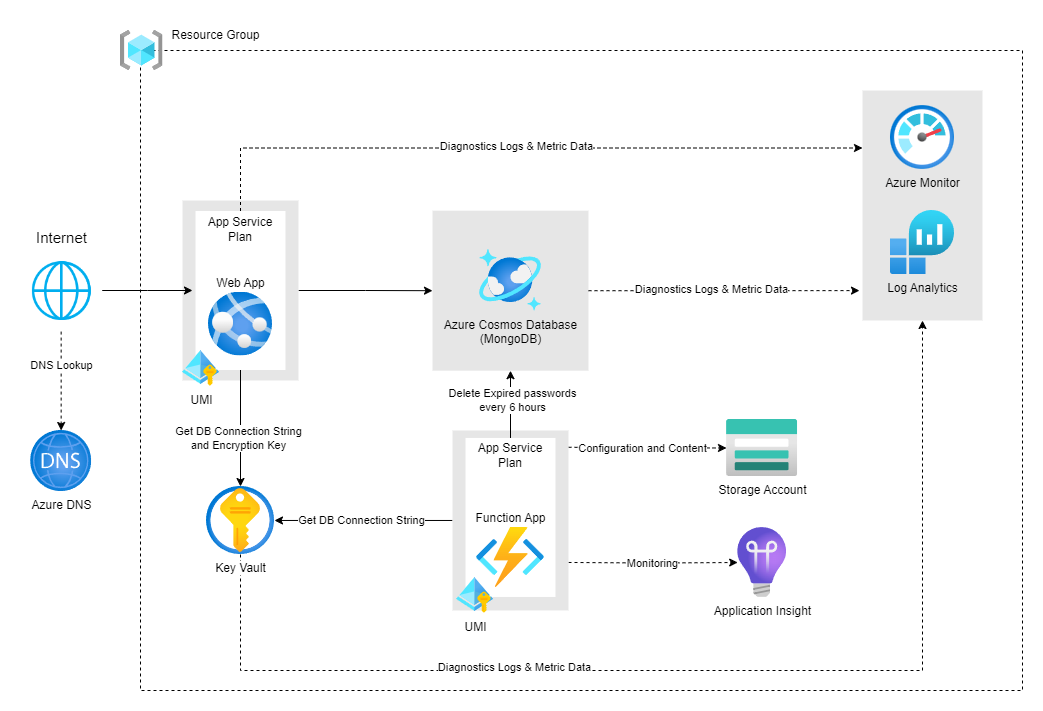 Resource Group
Diagnostics Logs & Metric Data
Azure Monitor
Log Analytics
Internet
App Service
Plan
Web App
UMI
Azure Cosmos Database
(MongoDB)
Diagnostics Logs & Metric Data
DNS Lookup
DNS
Azure DNS
Get DB Connection String
and Encryption Key
Delete Expired passwords
every 6 hours
App Service
Plan
Configuration and Content
Storage Account
Get DB Connection String
Function App
Key Vault
Monitoring
Application Insight
UMI
Diagnostics Logs & Metric Data